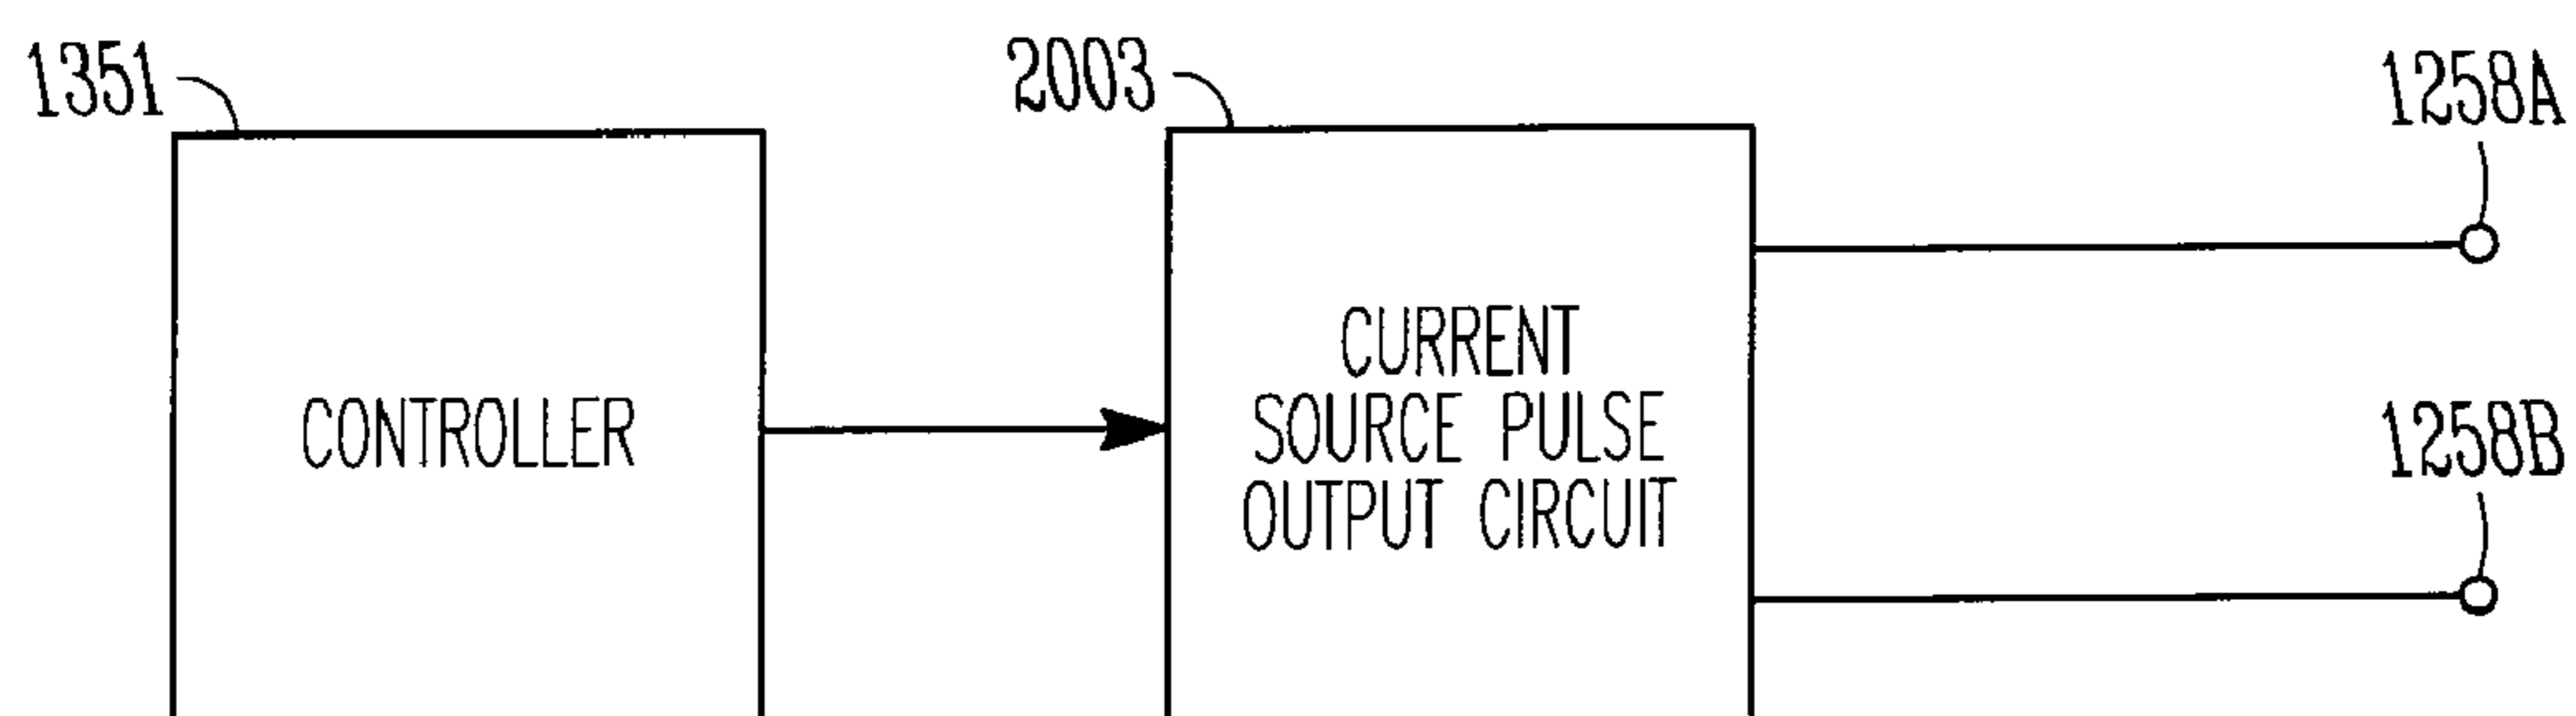 1351
2003
1258A
CONTROLLER
CURRENT
SOURCE PULSE
OUTPUT CIRCUIT
1258B